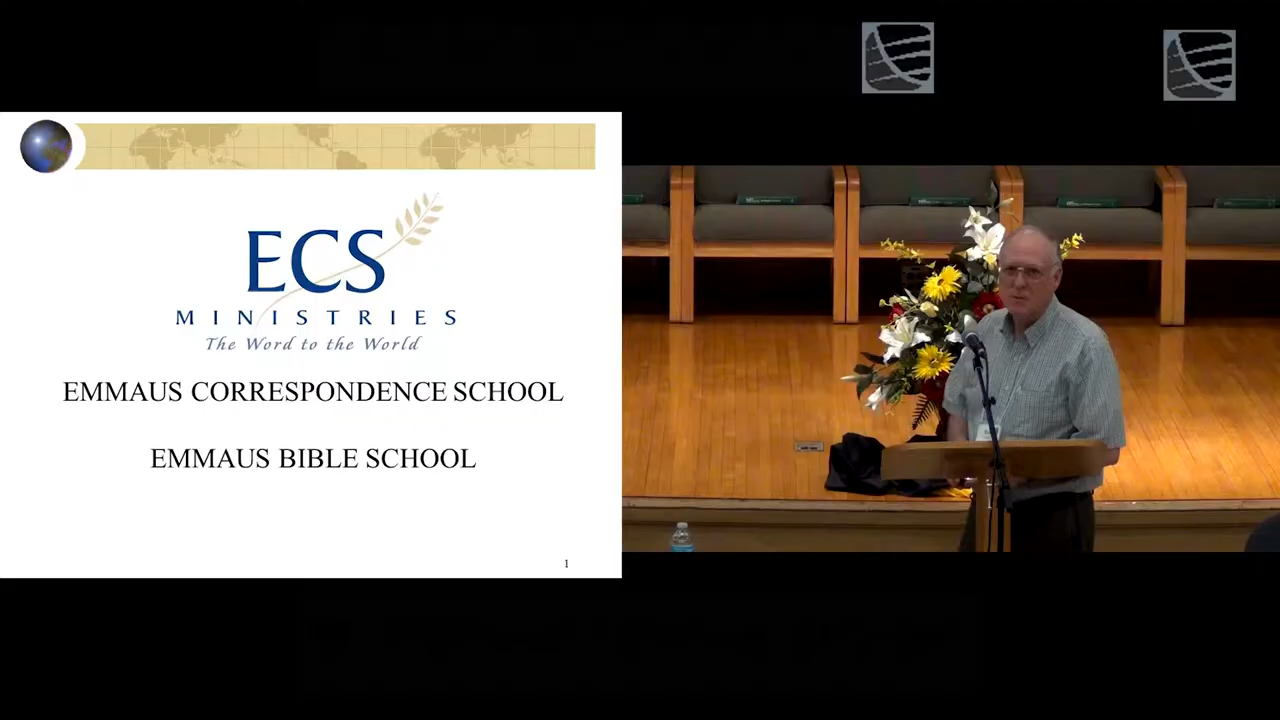 ECS
MINISTRIES
The Word to the World
EMMAUS CORRESPONDENCE SCHOOL
EMMAUS BIBLE SCHOOL
1